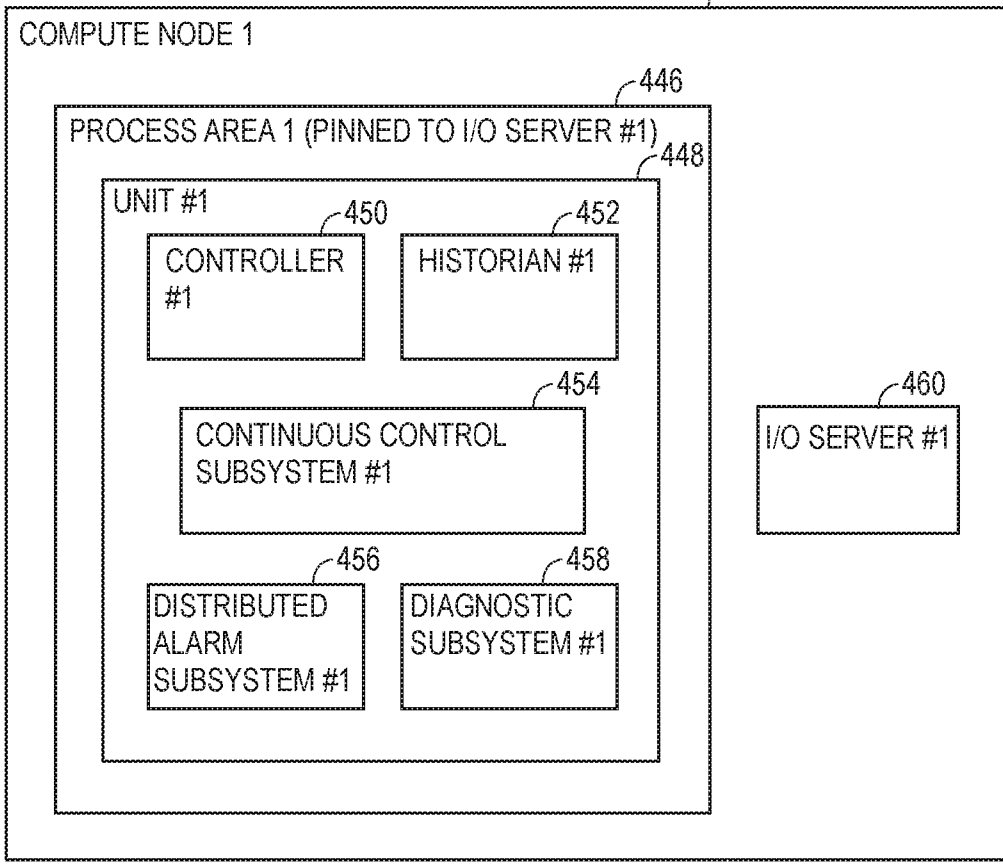 COMPUTE NODE 1
446
PROCESS AREA 1 (PINNED TO I/O SERVER #1)
448
UNIT #1
450
CONTROLLER
#1
452
HISTORIAN #1
454
CONTINUOUS CONTROL
SUBSYSTEM #1
460
I/O SERVER #1
456
DISTRIBUTED
ALARM
SUBSYSTEM #1
458
DIAGNOSTIC
SUBSYSTEM #1